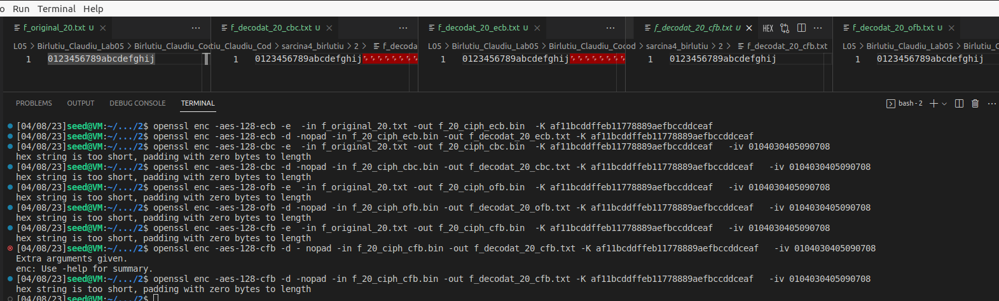 o Run Terminal Help
f_original_20.txt U × ··· f_decodat_20_cbc.txt U × ··· f_decodat_20_ecb.txt U × ··· f_decodat_20_cfb.txt U × HEX ··· f_decodat_20_ofb.txt U ×
L05 > Birlutiu_Claudiu_Lab05 > Birlutiu_Claudiu_Coc tiu_Claudiu_Cod > sarcina4_birlutiu > 2 > f_decoda L05 > Birlutiu_Claudiu_Lab05 > Birlutiu_Claudiu_Coc od > sarcina4_birlutiu > 2 > f_decodat_20_cfb.txt L05 > Birlutiu_Claudiu_Lab05 > Birlutiu_C
1 0123456789abcdefghij 1 0123456789abcdefghij 1 0123456789abcdefghij 1 0123456789abcdefghij 1 0123456789abcdefghij
PROBLEMS OUTPUT DEBUG CONSOLE TERMINAL bash - 2 ···
[04/08/23]seed@VM:~/.../2$ openssl enc -aes-128-ecb -e  -in f_original_20.txt -out f_20_ciph_ecb.bin  -K af11bcddffeb11778889aefbccddceaf
[04/08/23]seed@VM:~/.../2$ openssl enc -aes-128-ecb -d -nopad -in f_20_ciph_ecb.bin -out f_decodat_20_ecb.txt -K af11bcddffeb11778889aefbccddceaf
[04/08/23]seed@VM:~/.../2$ openssl enc -aes-128-cbc -e  -in f_original_20.txt -out f_20_ciph_cbc.bin  -K af11bcddffeb11778889aefbccddceaf   -iv 0104030405090708
hex string is too short, padding with zero bytes to length
[04/08/23]seed@VM:~/.../2$ openssl enc -aes-128-cbc -d -nopad -in f_20_ciph_cbc.bin -out f_decodat_20_cbc.txt -K af11bcddffeb11778889aefbccddceaf   -iv 0104030405090708
hex string is too short, padding with zero bytes to length
[04/08/23]seed@VM:~/.../2$ openssl enc -aes-128-ofb -e  -in f_original_20.txt -out f_20_ciph_ofb.bin  -K af11bcddffeb11778889aefbccddceaf   -iv 0104030405090708
hex string is too short, padding with zero bytes to length
[04/08/23]seed@VM:~/.../2$ openssl enc -aes-128-ofb -d -nopad -in f_20_ciph_ofb.bin -out f_decodat_20_ofb.txt -K af11bcddffeb11778889aefbccddceaf   -iv 0104030405090708
hex string is too short, padding with zero bytes to length
[04/08/23]seed@VM:~/.../2$ openssl enc -aes-128-cfb -e  -in f_original_20.txt -out f_20_ciph_cfb.bin  -K af11bcddffeb11778889aefbccddceaf   -iv 0104030405090708
hex string is too short, padding with zero bytes to length
[04/08/23]seed@VM:~/.../2$ openssl enc -aes-128-cfb -d - nopad -in f_20_ciph_cfb.bin -out f_decodat_20_cfb.txt -K af11bcddffeb11778889aefbccddceaf   -iv 0104030405090708
Extra arguments given.
enc: Use -help for summary.
[04/08/23]seed@VM:~/.../2$ openssl enc -aes-128-cfb -d -nopad -in f_20_ciph_cfb.bin -out f_decodat_20_cfb.txt -K af11bcddffeb11778889aefbccddceaf   -iv 0104030405090708
hex string is too short, padding with zero bytes to length
[04/08/23]seed@VM:~/.../2$